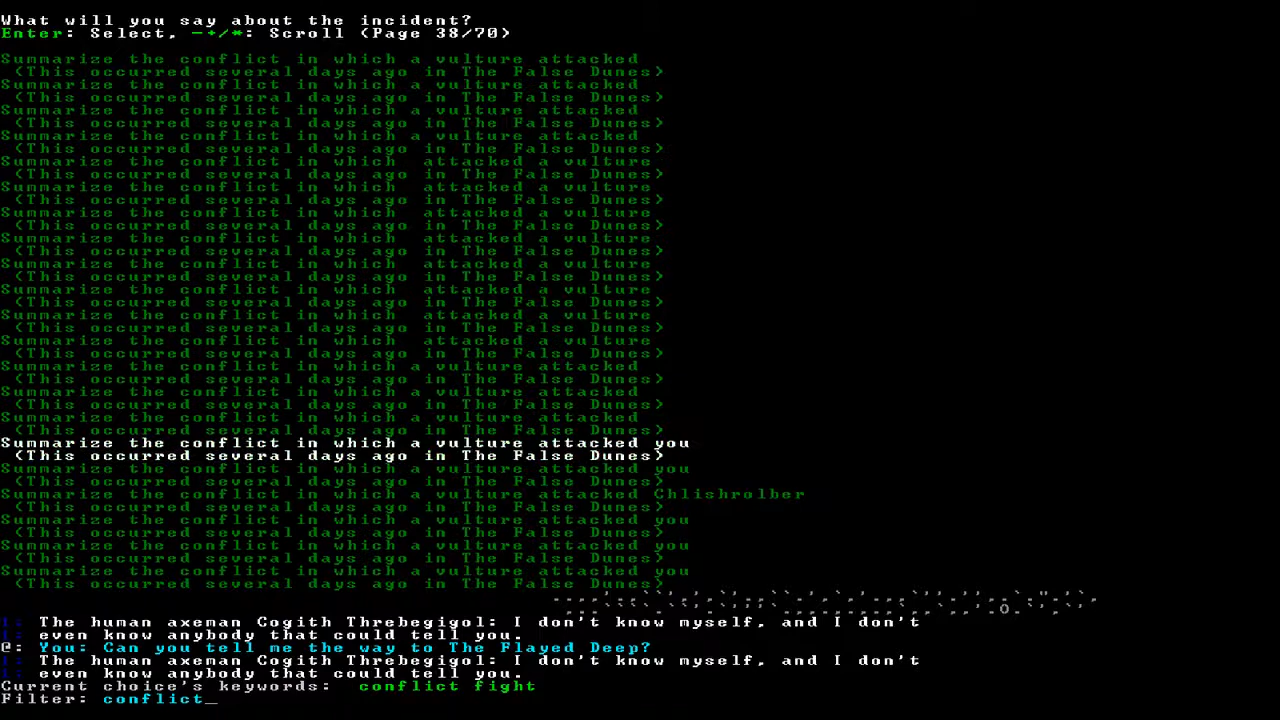 What will you say about the incident?
Enter: Select, -+/*: Scroll (Page 38/70)
Summarize the conflict in which a vulture attacked
(This occurred several days ago in The False Dunes)
Summarize the conflict in which a vulture attacked
(This occurred several days ago in The False Dunes)
Summarize the conflict in which a vulture attacked
(This occurred several days ago in The False Dunes)
Summarize the conflict in which a vulture attacked
(This occurred several days ago in The False Dunes)
Summarize the conflict in which  attacked a vulture
(This occurred several days ago in The False Dunes)
Summarize the conflict in which  attacked a vulture
(This occurred several days ago in The False Dunes)
Summarize the conflict in which  attacked a vulture
(This occurred several days ago in The False Dunes)
Summarize the conflict in which  attacked a vulture
(This occurred several days ago in The False Dunes)
Summarize the conflict in which  attacked a vulture
(This occurred several days ago in The False Dunes)
Summarize the conflict in which  attacked a vulture
(This occurred several days ago in The False Dunes)
Summarize the conflict in which  attacked a vulture
(This occurred several days ago in The False Dunes)
Summarize the conflict in which  attacked a vulture
(This occurred several days ago in The False Dunes)
Summarize the conflict in which a vulture attacked
(This occurred several days ago in The False Dunes)
Summarize the conflict in which a vulture attacked
(This occurred several days ago in The False Dunes)
Summarize the conflict in which a vulture attacked
(This occurred several days ago in The False Dunes)
Summarize the conflict in which a vulture attacked you
(This occurred several days ago in The False Dunes)
Summarize the conflict in which a vulture attacked you
(This occurred several days ago in The False Dunes)
Summarize the conflict in which a vulture attacked Chlishrolber
(This occurred several days ago in The False Dunes)
Summarize the conflict in which a vulture attacked you
(This occurred several days ago in The False Dunes)
Summarize the conflict in which a vulture attacked you
(This occurred several days ago in The False Dunes)
Summarize the conflict in which a vulture attacked you
(This occurred several days ago in The False Dunes)
The human axeman Cogith Threbegigol: I don't know myself, and I don't
even know anybody that could tell you.
@: You: Can you tell me the way to The Flayed Deep?
The human axeman Cogith Threbegigol: I don't know myself, and I don't
even know anybody that could tell you.
Current choice's keywords:  conflict fight
Filter: conflict_